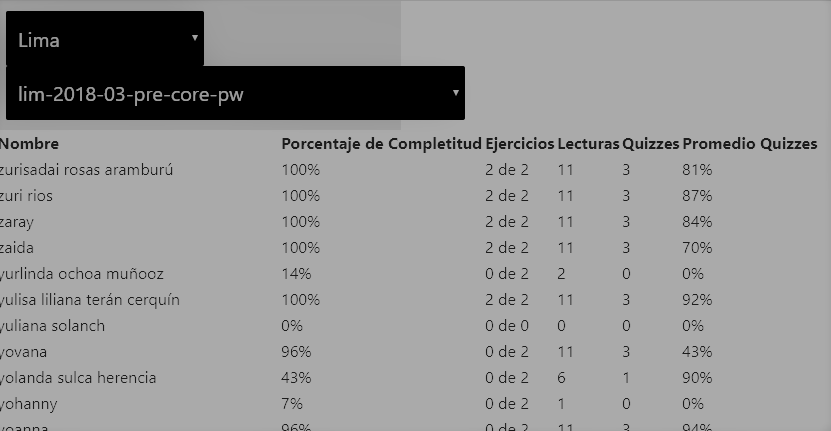 Lima
lim-2018-03-pre-core-pw
Nombre Porcentaje de Completitud Ejercicios Lecturas Quizzes Promedio Quizzes
zurisadai rosas aramburú 100% 2 de 2 11 3 81%
zuri rios 100% 2 de 2 11 3 87%
zaray 100% 2 de 2 11 3 84%
zaida 100% 2 de 2 11 3 70%
yurlinda ochoa muñooz 14% 0 de 2 2 0 0%
yulisa liliana terán cerquín 100% 2 de 2 11 3 92%
yuliana solanch 0% 0 de 0 0 0 0%
yovana 96% 0 de 2 11 3 43%
yolanda sulca herencia 43% 0 de 2 6 1 90%
yohanny 7% 0 de 2 1 0 0%
yoanna 96% 0 de 2 11 3 94%